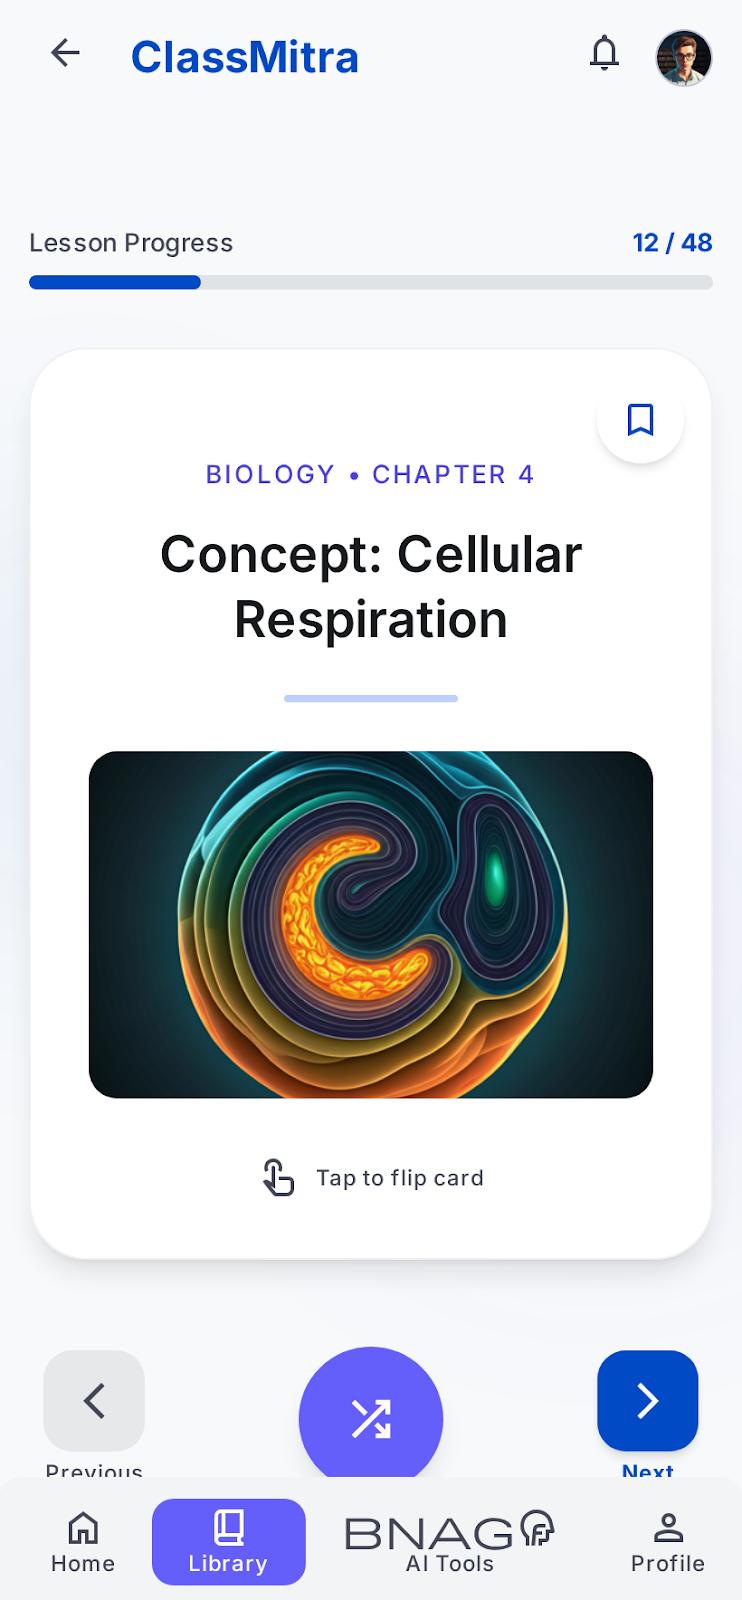 ClassMitra
Lesson Progress
12 / 48
BIOLOGY • CHAPTER 4
Concept: Cellular
Respiration
Tap to flip card
Previous
Next
BNAG
Home
Library
AI Tools
Profile